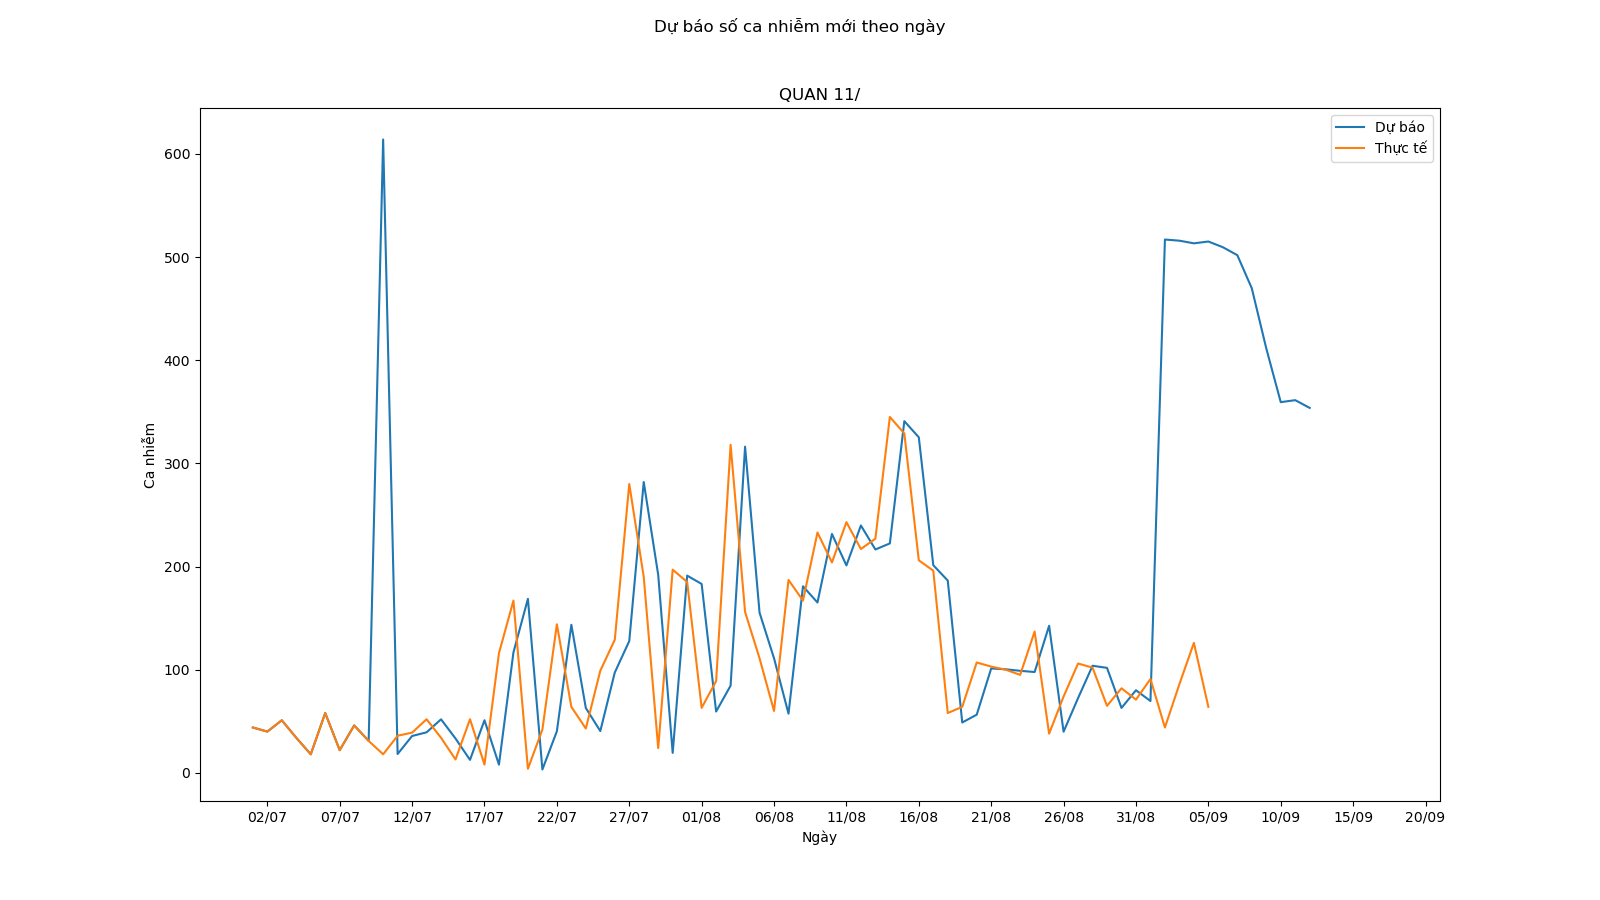 Dự báo số ca nhiễm mới theo ngày
QUAN 11/
Dự báo
Thực tế
600
500
400
300
200
100
0
Ca nhiễm
02/07 07/07 12/07 17/07 22/07 27/07 01/08 06/08 11/08 16/08 21/08 26/08 31/08 05/09 10/09 15/09 20/09
Ngày